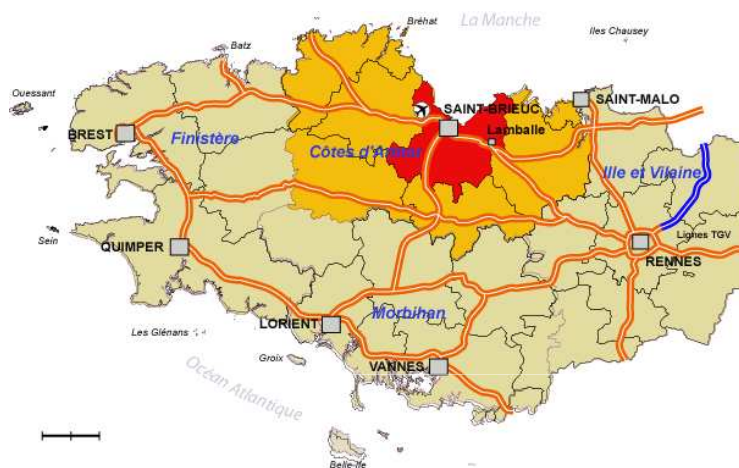 La Manche
Bréhat
Iles Chausey
Batz
Ouessant
SAINT-MALO
SAINT-BRIEUC
Lamballe
BREST
Finistère
Côtes d'Armor
Ille et Vilaine
Sein
Lignes TGV
QUIMPER
RENNES
Morbihan
LORIENT
Les Glénans
Groix
VANNES
Océan Atlantique
Belle-Ife